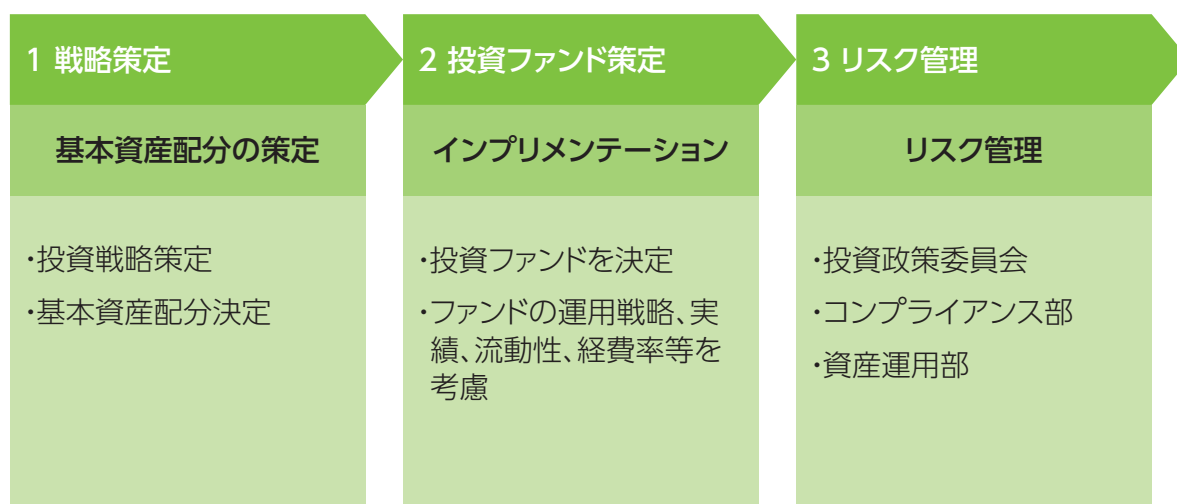 1 戦略策定
基本資産配分の策定
・投資戦略策定
・基本資産配分決定
2 投資ファンド策定
インプリメンテーション
・投資ファンドを決定
・ファンドの運用戦略、実
績、流動性、経費率等を
考慮
3 リスク管理
リスク管理
・投資政策委員会
・コンプライアンス部
・資産運用部